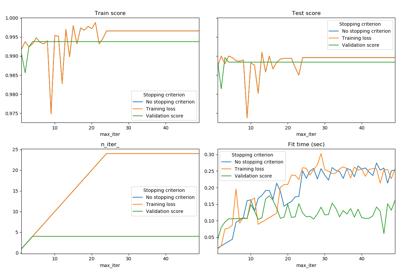 Train score
1.000
0.995
0.990
0.985
0.980
0.975
Stopping criterion
No stopping criterion
Training loss
Validation score
10
20
30
40
max_iter
Test score
Stopping criterion
No stopping criterion
Training loss
Validation score
10
20
30
40
max_iter
n_iter_
25
20
15
10
5
0
Stopping criterion
No stopping criterion
Training loss
Validation score
10
20
30
40
max_iter
Fit time (sec)
0.30
0.25
0.20
0.15
0.10
0.05
0.00
Stopping criterion
No stopping criterion
Training loss
Validation score
10
20
30
40
max_iter